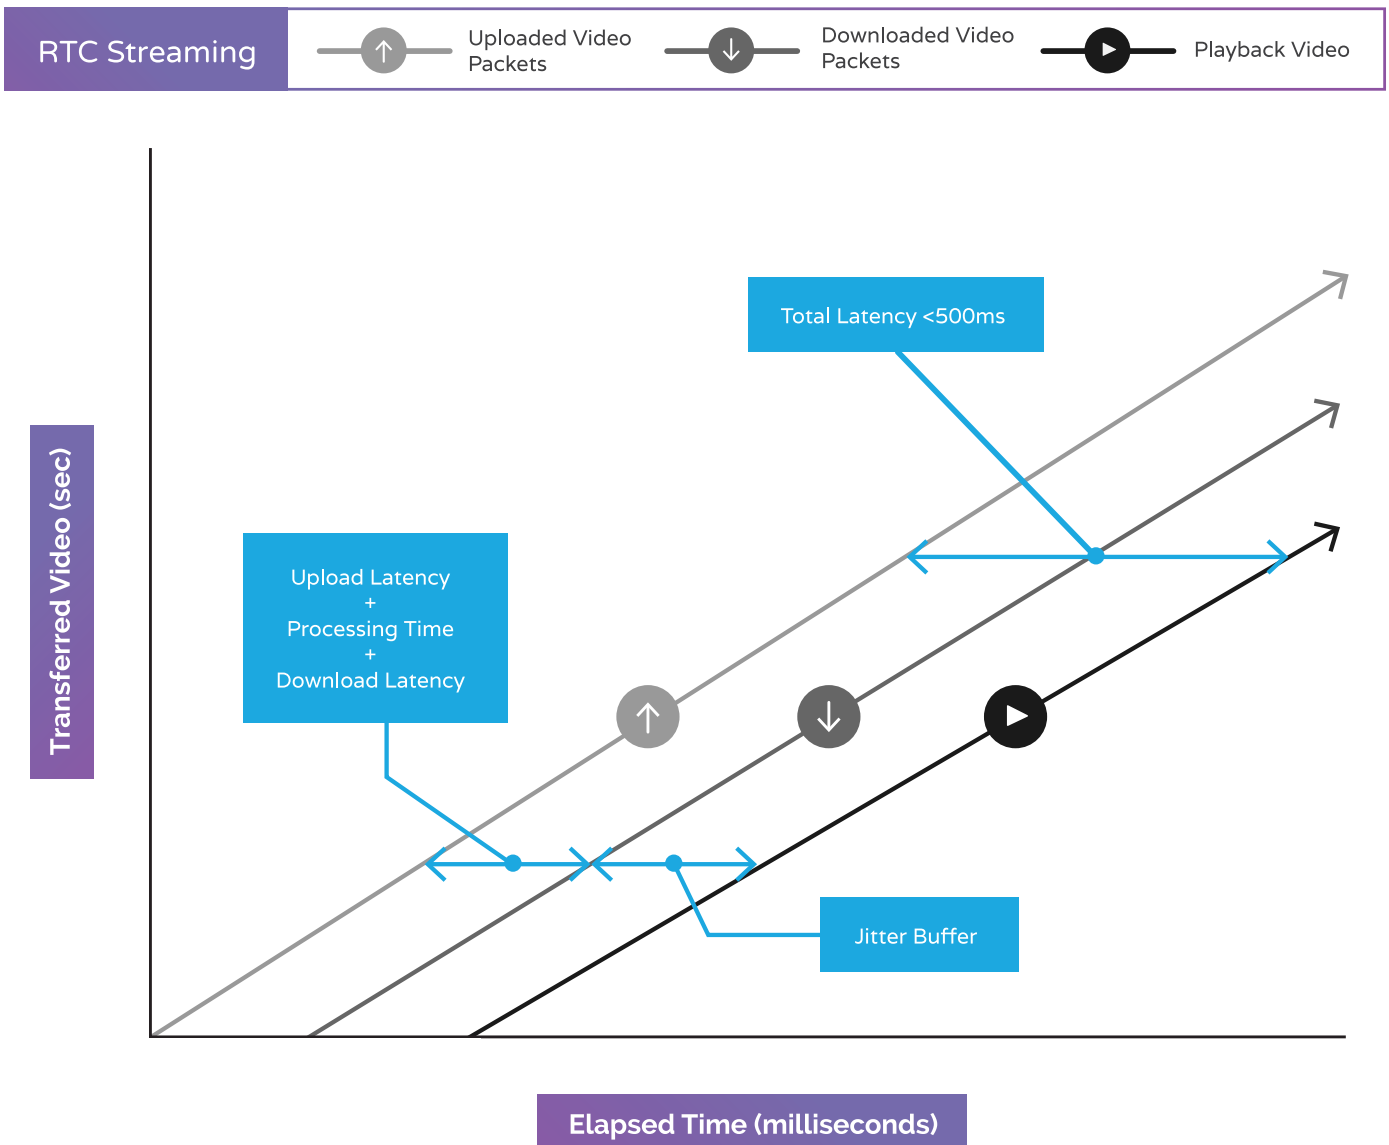 RTC Streaming
Uploaded Video
Packets
Downloaded Video
Packets
Playback Video
Total Latency <500ms
Transferred Video (sec)
Upload Latency
+
Processing Time
+
Download Latency
Jitter Buffer
Elapsed Time (milliseconds)